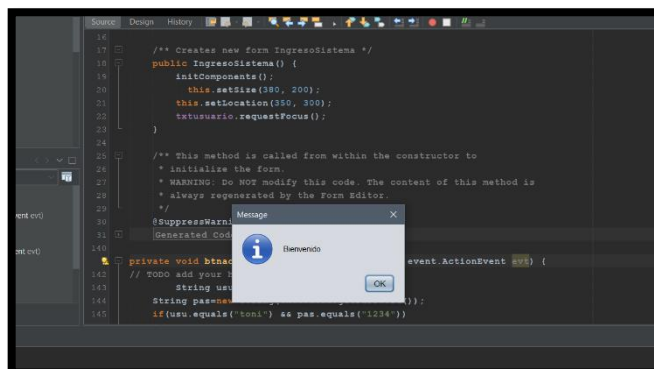 Source Design History
16
17 /** Creates new form IngresoSistema */
18 public IngresoSistema() {
19 initComponents();
20 this.setSize(380, 200);
21 this.setLocation(350, 300);
22 txtusuario.requestFocus();
23 }
24
25 /** This method is called from within the constructor to
26 * initialize the form.
27 * WARNING: Do NOT modify this code. The content of this method is
28 * always regenerated by the Form Editor.
29 */
30 @SuppressWarni
31 Generated Cod
140
private void btnac event.ActionEvent evt) {
142 // TODO add your h
143 String usu
144 String pas=new ());
145 if(usu.equals("toni") && pas.equals("1234"))
Message
Bienvenido
OK
vent evt)
ent evt)